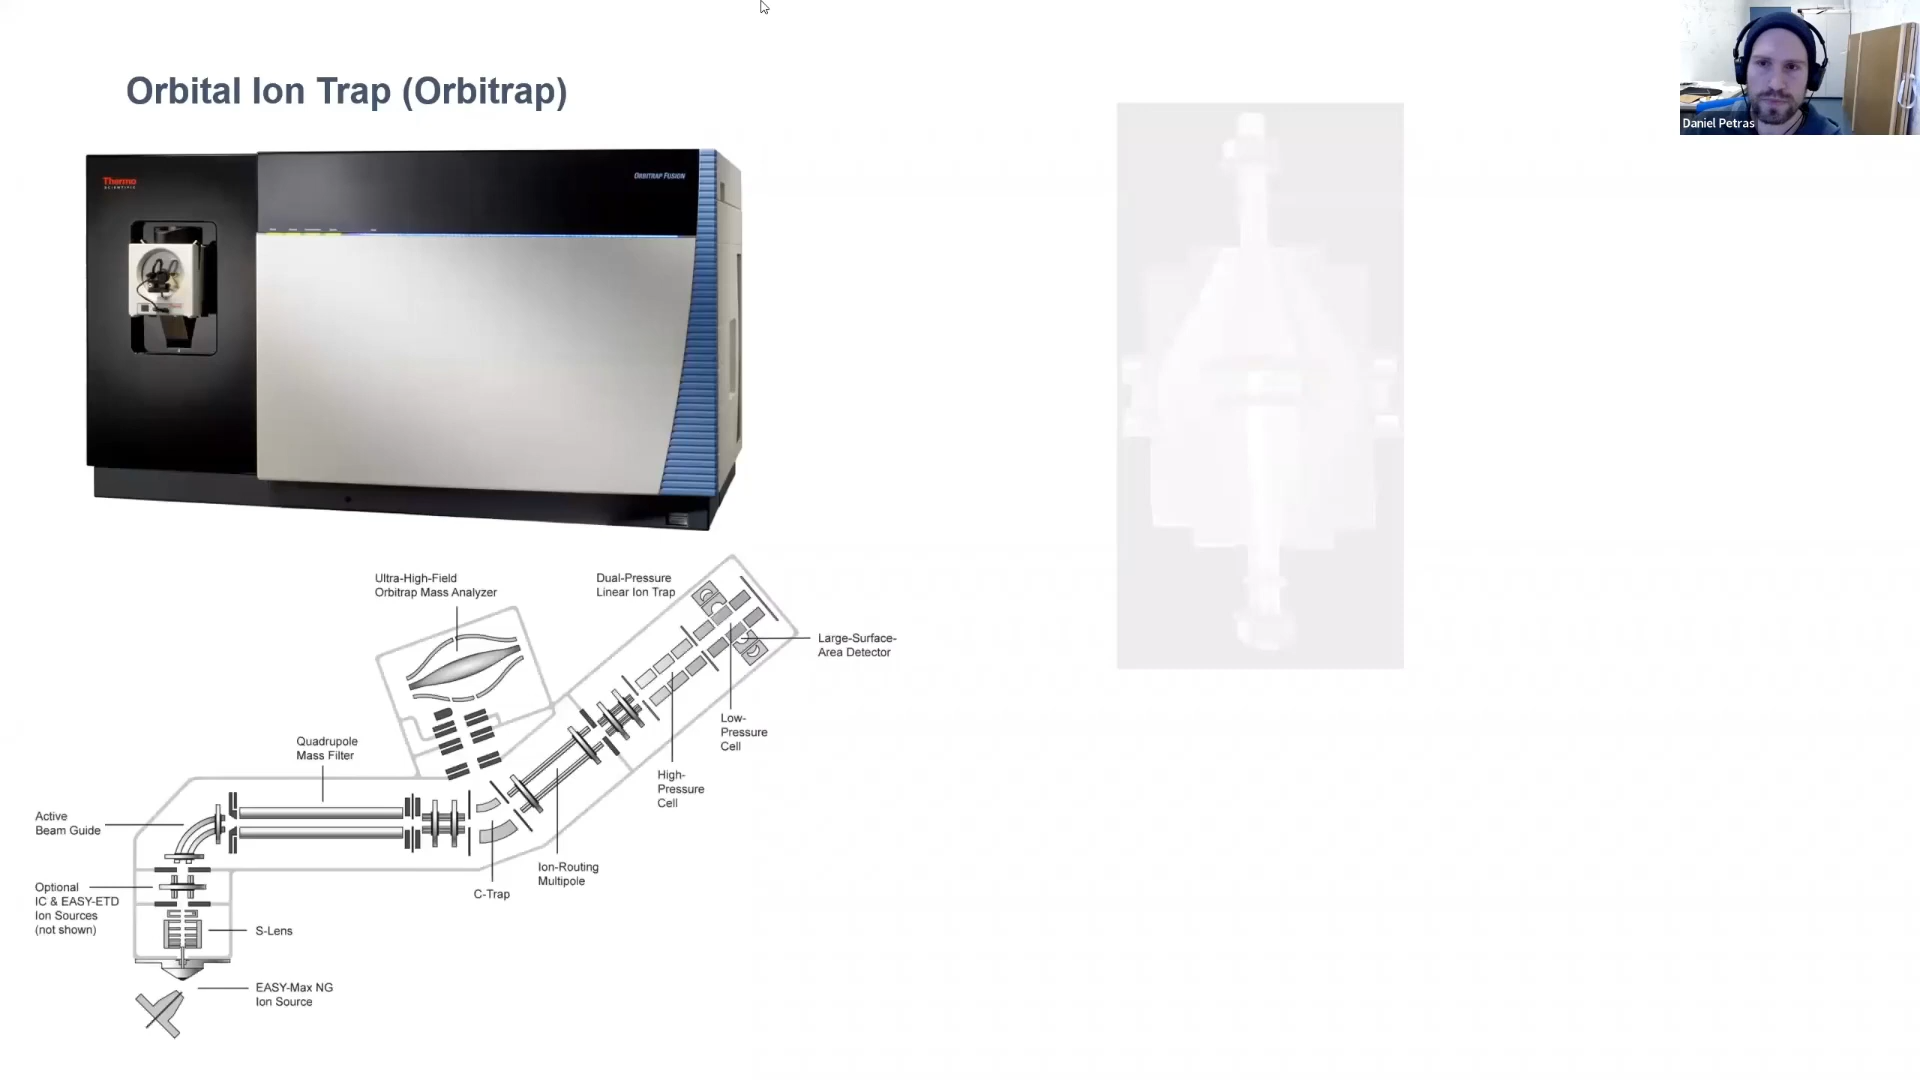 Orbital Ion Trap (Orbitrap)
Daniel Petras
Thermo
SCIENTIFIC
ORBITRAP FUSION
Ultra-High-Field
Orbitrap Mass Analyzer
Dual-Pressure
Linear Ion Trap
Large-Surface-
Area Detector
Low-
Pressure
Cell
Quadrupole
Mass Filter
High-
Pressure
Cell
Active
Beam Guide
Ion-Routing
Multipole
C-Trap
Optional
IC & EASY-ETD
Ion Sources
(not shown)
S-Lens
EASY-Max NG
Ion Source